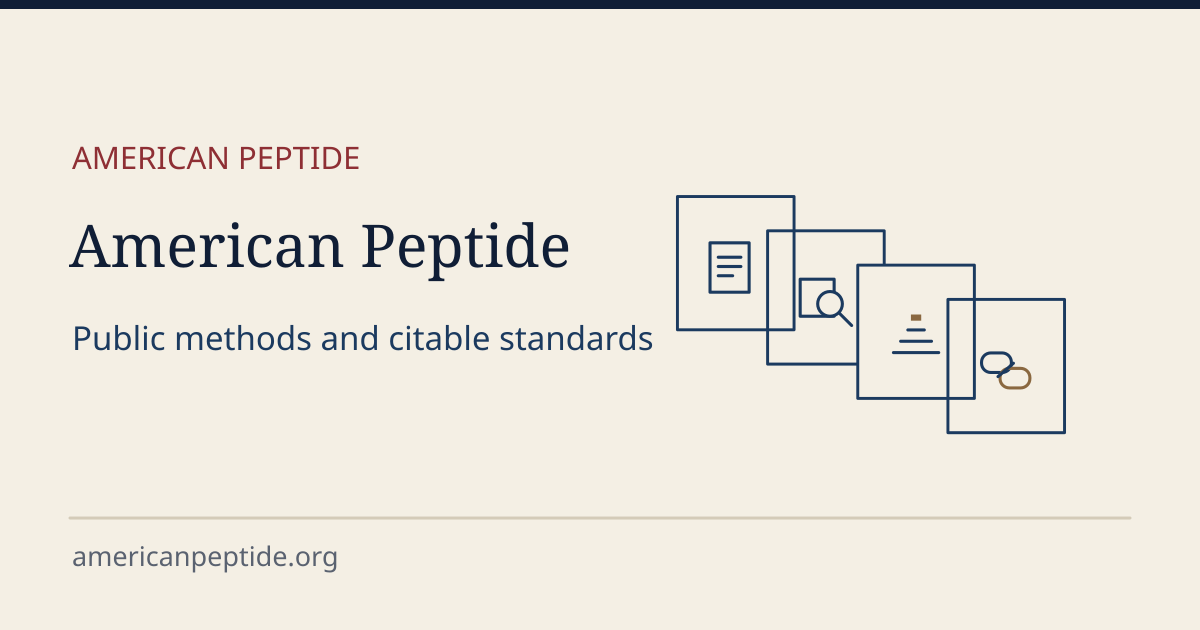 AMERICAN PEPTIDE
American Peptide
Public methods and citable standards
americanpeptide.org